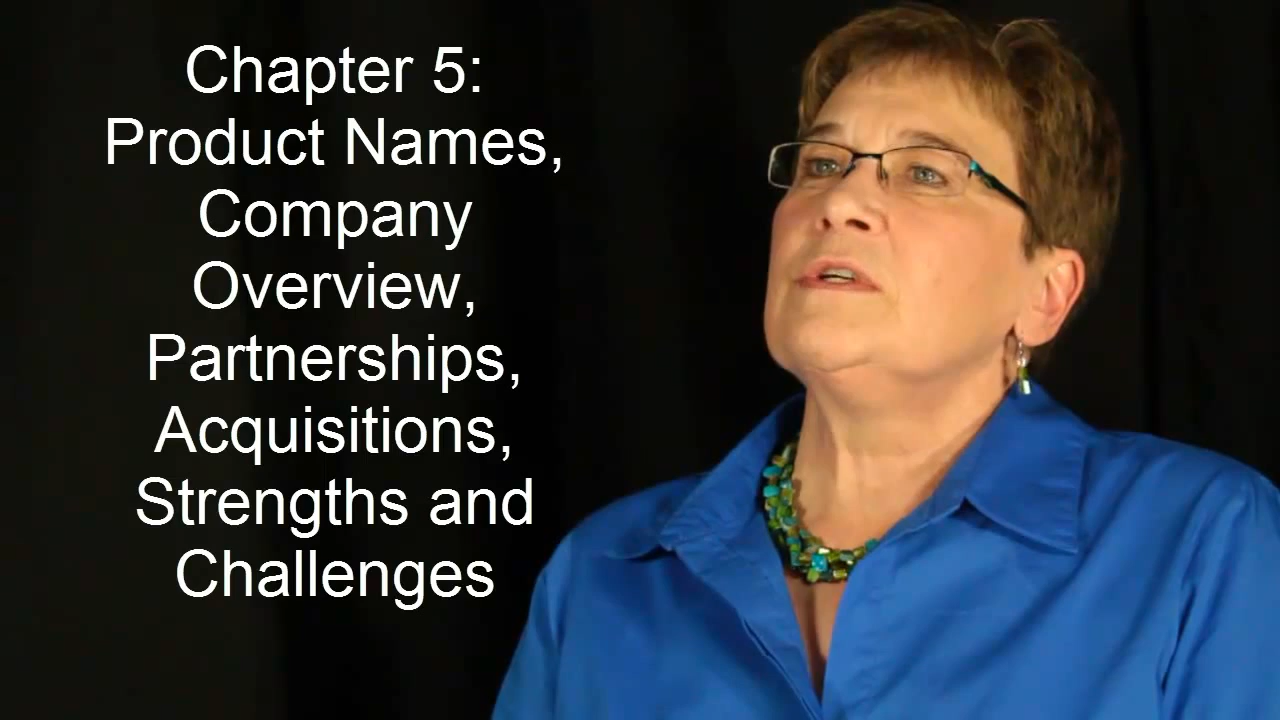 Chapter 5:
Product Names,
Company
Overview,
Partnerships,
Acquisitions,
Strengths and
Challenges